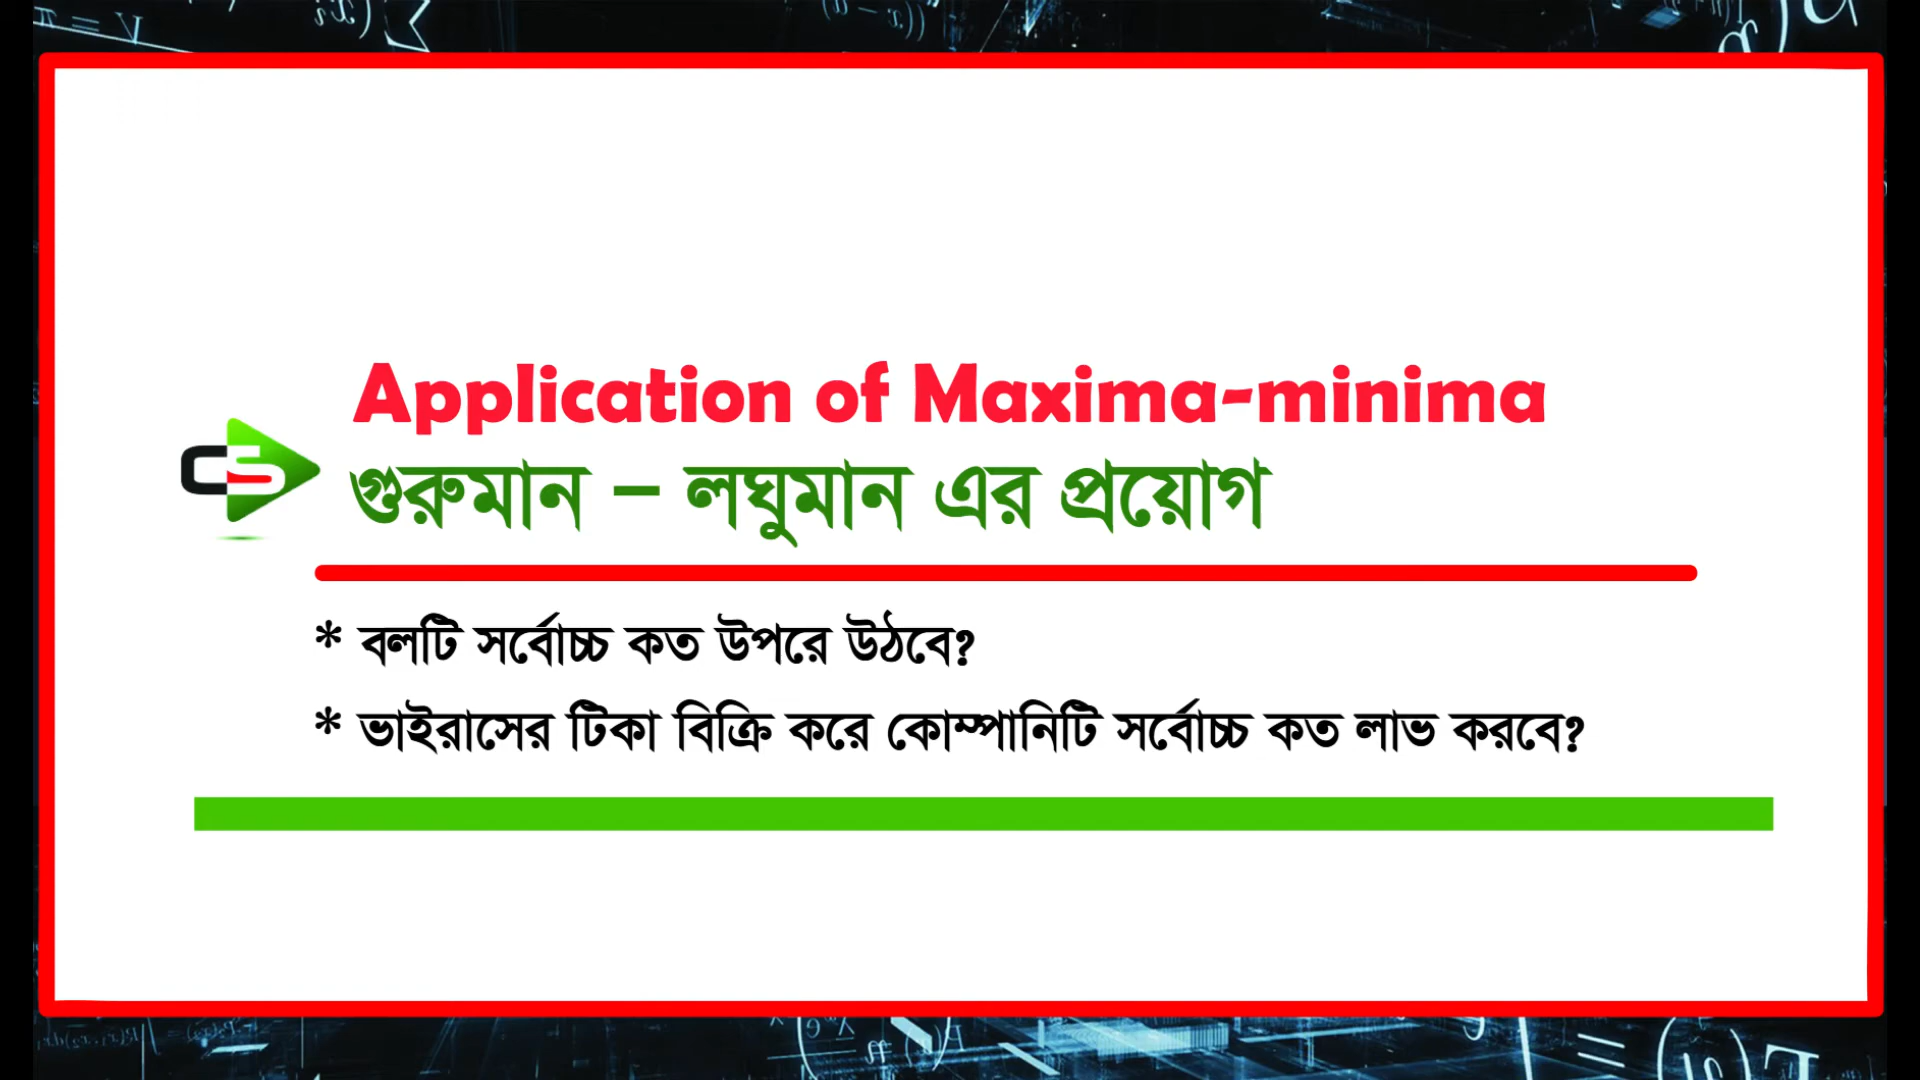 Application of Maxima-minima
গুরুমান – লঘুমান এর প্রয়োগ
* বলটি সর্বোচ্চ কত উপরে উঠবে?
* ভাইরাসের টিকা বিক্রি করে কোম্পানিটি সর্বোচ্চ কত লাভ করবে?